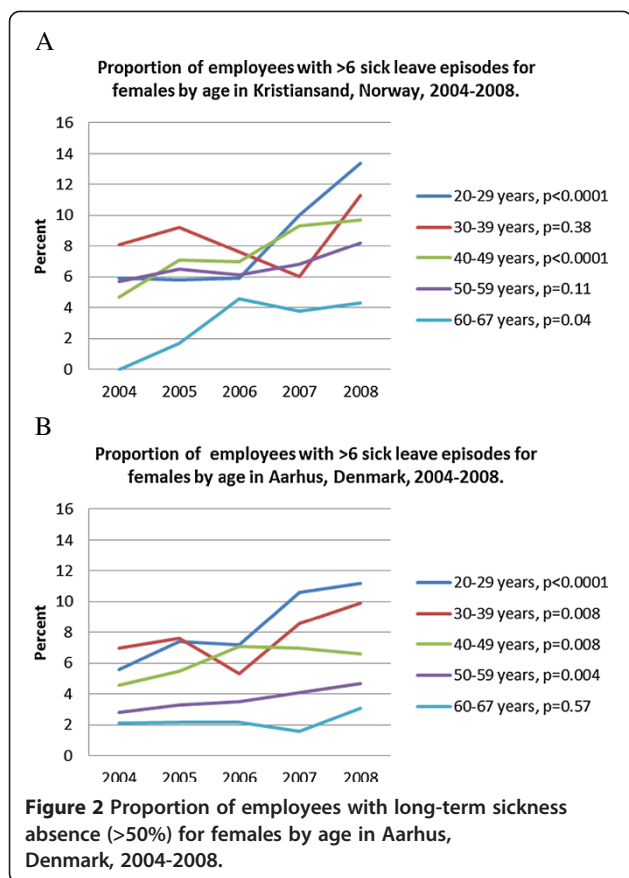 A
Proportion of employees with >6 sick leave episodes for
females by age in Kristiansand, Norway, 2004-2008.
16
14
12
10
8
6
4
2
0
Percent
2004 2005 2006 2007 2008
20-29 years, p<0.0001
30-39 years, p=0.38
40-49 years, p<0.0001
50-59 years, p=0.11
60-67 years, p=0.04
B
Proportion of employees with >6 sick leave episodes for
females by age in Aarhus, Denmark, 2004-2008.
16
14
12
10
8
6
4
2
0
Percent
2004 2005 2006 2007 2008
20-29 years, p<0.0001
30-39 years, p=0.008
40-49 years, p=0.008
50-59 years, p=0.004
60-67 years, p=0.57
Figure 2 Proportion of employees with long-term sickness
absence (>50%) for females by age in Aarhus,
Denmark, 2004-2008.